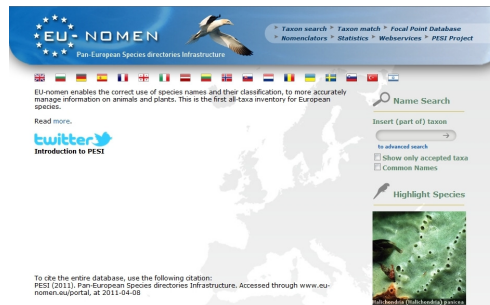 EU-NOMEN
Pan-European Species directories Infrastructure
Taxon search Taxon match Focal Point Database
Nomenclators Statistics Webservices PESI Project
EU-nomen enables the correct use of species names and their classification, to more accurately
manage information on animals and plants. This is the first all-taxa inventory for European
species.
Read more.
twitter
Introduction to PESI
To cite the entire database, use the following citation:
PESI (2011). Pan-European Species directories Infrastructure. Accessed through www.eu-
nomen.eu/portal, at 2011-04-08
Name Search
Insert (part of) taxon
to advanced search
Show only accepted taxa
Common Names
Highlight Species
Halichondria (Halichondria) panicea